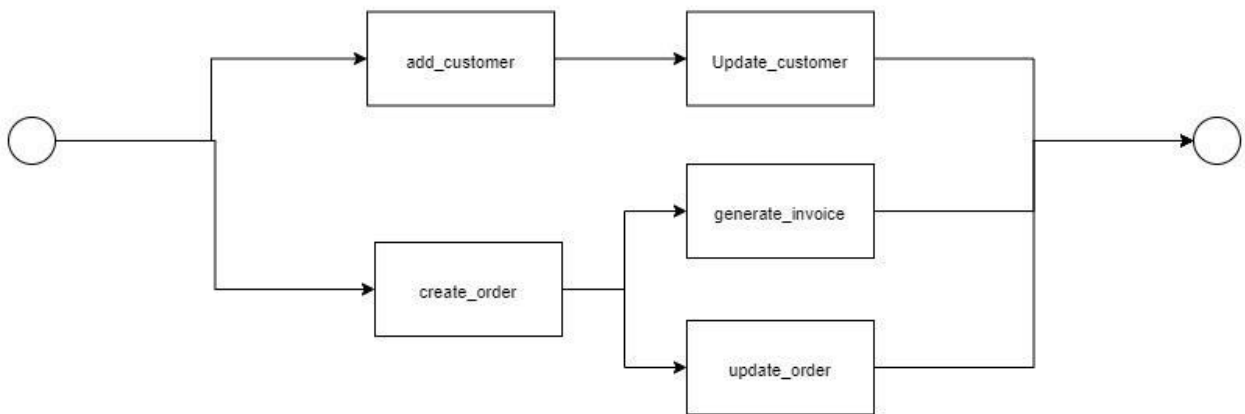 add_customer
Update_customer
generate_invoice
create_order
update_order